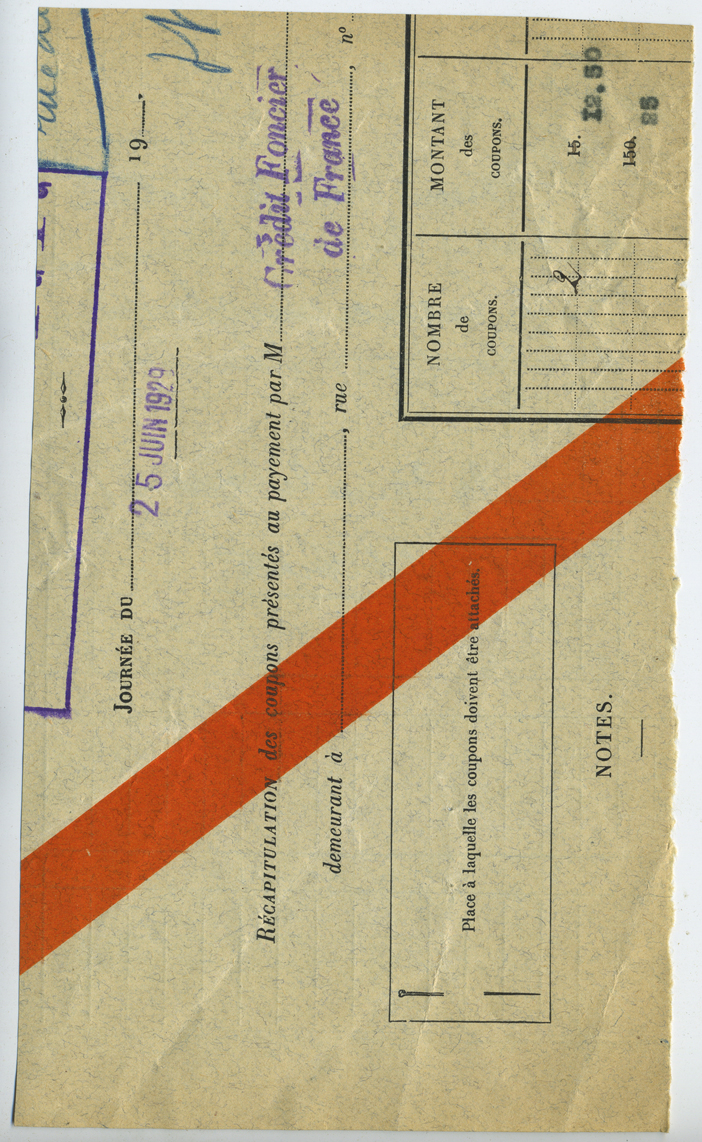 JOURNÉE DU 25 JUIN 1929 19
RÉCAPITULATION des coupons présentés au payement par M Crédit Foncier
de France
demeurant à , rue , nº
Place à laquelle les coupons doivent être attachés.
NOMBRE
de
COUPONS.
MONTANT
des
COUPONS.
2
15. 12.50
150. 25
NOTES.